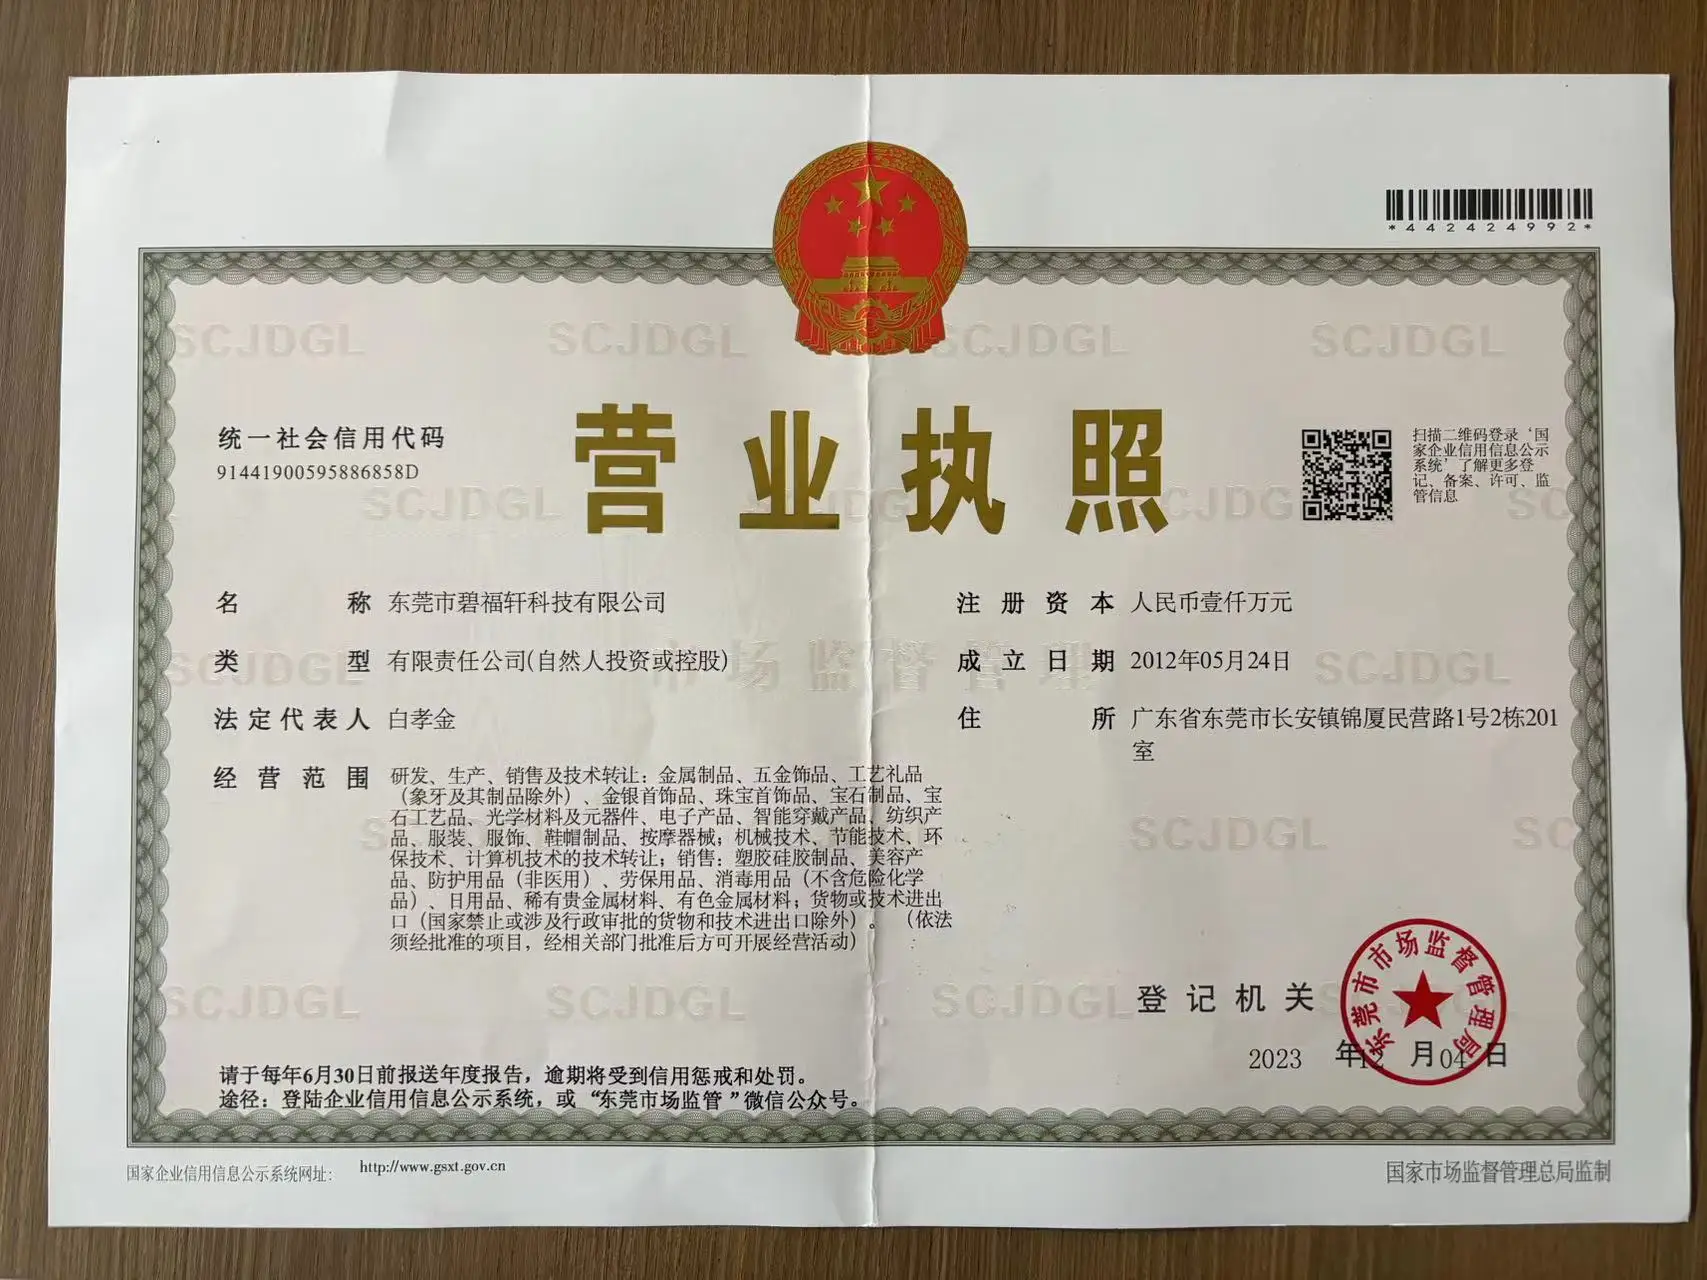 *442424992*
SCJDGL SCJDGL SCJDGL SCJDGL
营业执照
统一社会信用代码
91441900595886858D
扫描二维码登录‘国
家企业信用信息公示
系统’了解更多登
记、备案、许可、监
管信息
SCJDGL
名 称 东莞市碧福轩科技有限公司
注册资本 人民币壹仟万元
类 型 有限责任公司(自然人投资或控股)
成立日期 2012年05月24日
市场监督管理
SCJDGL SCJDGL
法定代表人 白孝金
住 所 广东省东莞市长安镇锦厦民营路1号2栋201
室
经营范围 研发、生产、销售及技术转让：金属制品、五金饰品、工艺礼品
（象牙及其制品除外）、金银首饰品、珠宝首饰品、宝石制品、宝
石工艺品、光学材料及元器件、电子产品、智能穿戴产品、纺织产
品、服装、服饰、鞋帽制品、按摩器械；机械技术、节能技术、环
保技术、计算机技术的技术转让；销售：塑胶硅胶制品、美容产
品、防护用品（非医用）、劳保用品、消毒用品（不含危险化学
品）、日用品、稀有贵金属材料、有色金属材料；货物或技术进出
口（国家禁止或涉及行政审批的货物和技术进出口除外）。（依法
须经批准的项目，经相关部门批准后方可开展经营活动）
SCJDGL
SCJDGL SCJDGL SCJDGL
登记机关
东莞市市场监督管理局
2023 年12 月04 日
请于每年6月30日前报送年度报告，逾期将受到信用惩戒和处罚。
途径：登陆企业信用信息公示系统，或“东莞市场监管”微信公众号。
国家企业信用信息公示系统网址： http://www.gsxt.gov.cn
国家市场监督管理总局监制